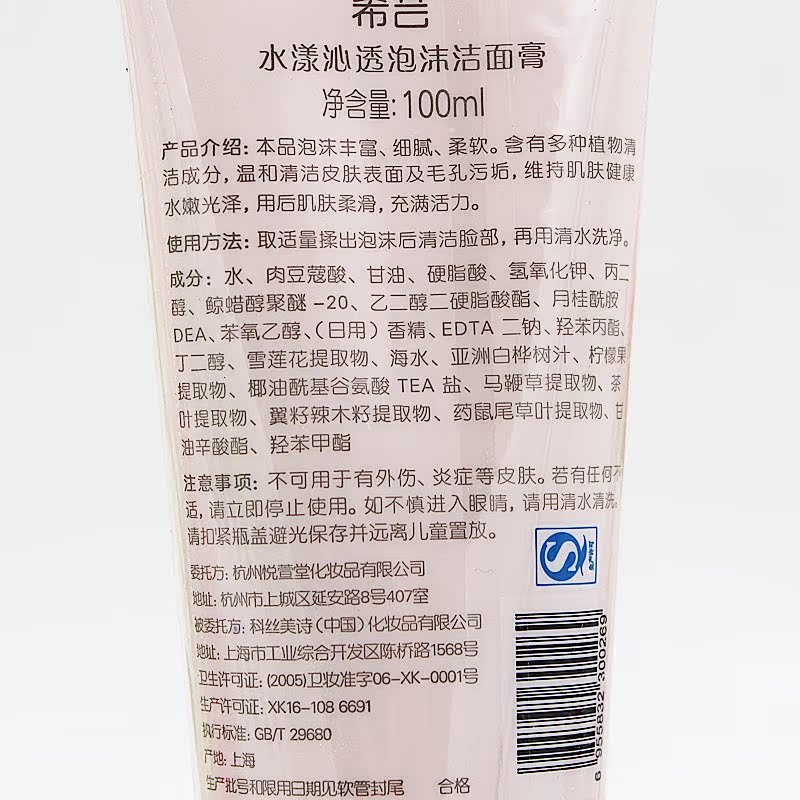 希芸
水漾沁透泡沫洁面膏
净含量:100ml
产品介绍: 本品泡沫丰富、细腻、柔软。含有多种植物清
洁成分, 温和清洁皮肤表面及毛孔污垢, 维持肌肤健康
水嫩光泽, 用后肌肤柔滑, 充满活力。
使用方法: 取适量揉出泡沫后清洁脸部, 再用清水洗净。
成分: 水、肉豆蔻酸、甘油、硬脂酸、氢氧化钾、丙二
醇、鲸蜡醇聚醚 -20、乙二醇二硬脂酸酯、月桂酰胺
DEA、苯氧乙醇、(日用) 香精、EDTA 二钠、羟苯丙酯、
丁二醇、雪莲花提取物、海水、亚洲白桦树汁、柠檬果
提取物、椰油酰基谷氨酸 TEA 盐、马鞭草提取物、茶
叶提取物、翼籽辣木籽提取物、药鼠尾草叶提取物、甘
油辛酸酯、羟苯甲酯
注意事项: 不可用于有外伤、炎症等皮肤。若有任何不
适, 请立即停止使用。如不慎进入眼睛, 请用清水清洗。
请扣紧瓶盖避光保存并远离儿童置放。
委托方: 杭州悦萱堂化妆品有限公司
地址: 杭州市上城区延安路8号407室
被委托方: 科丝美诗 (中国) 化妆品有限公司
地址: 上海市工业综合开发区陈桥路1568号
卫生许可证: (2005)卫妆准字06-XK-0001号
生产许可证: XK16-108 6691
执行标准: GB/T 29680
产地: 上海
生产批号和限用日期见软管封尾 合格
生产许可
6 955832 300269